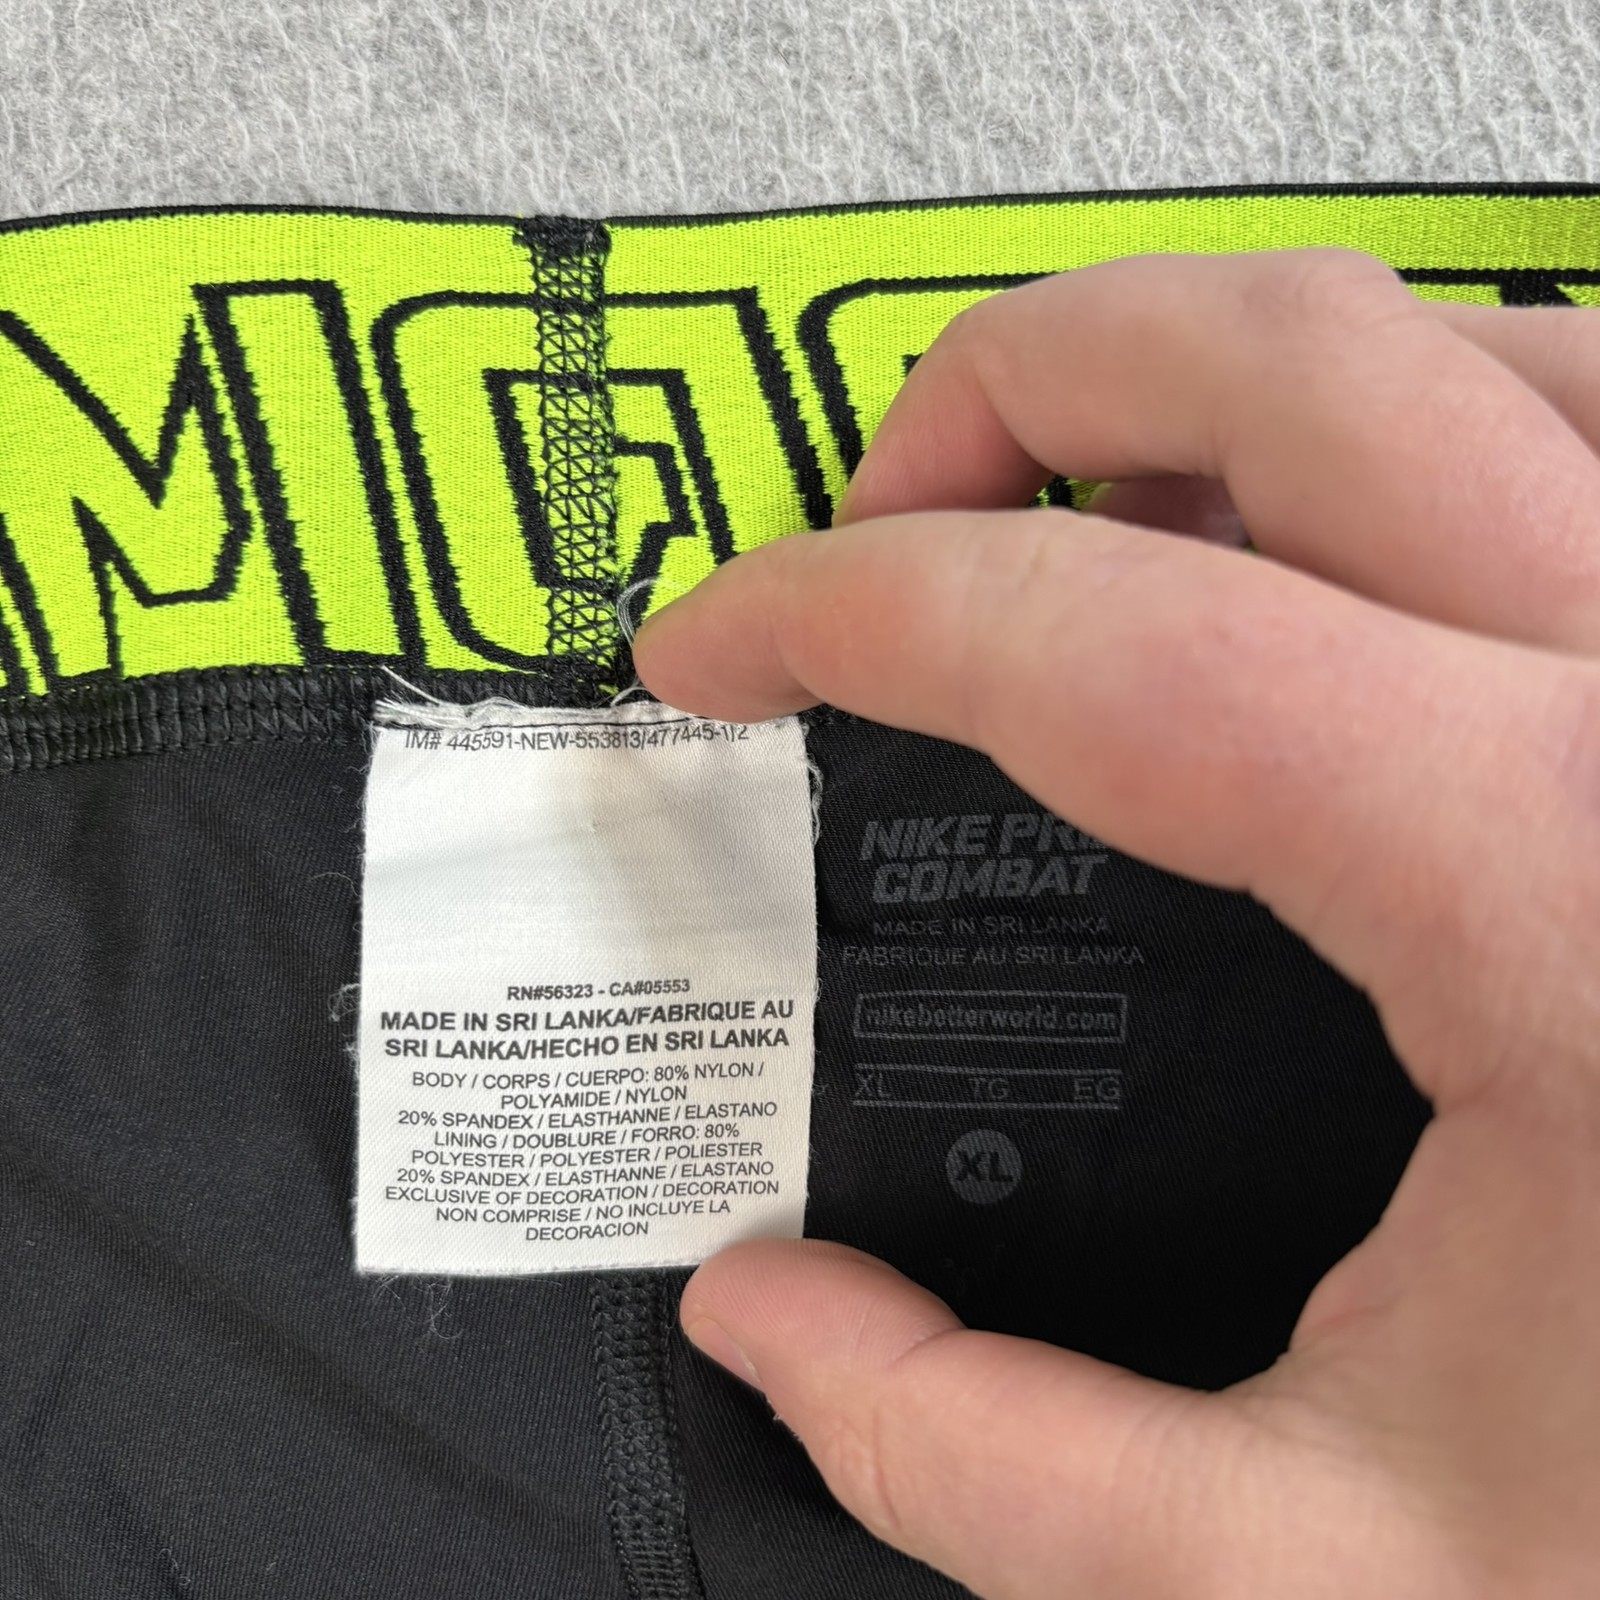 IM# 445591-NEW-553813/477445-1/2
RN#56323 - CA#05553
MADE IN SRI LANKA/FABRIQUE AU
SRI LANKA/HECHO EN SRI LANKA
BODY / CORPS / CUERPO: 80% NYLON /
POLYAMIDE / NYLON
20% SPANDEX / ELASTHANNE / ELASTANO
LINING / DOUBLURE / FORRO: 80%
POLYESTER / POLYESTER / POLIESTER
20% SPANDEX / ELASTHANNE / ELASTANO
EXCLUSIVE OF DECORATION / DECORATION
NON COMPRISE / NO INCLUYE LA
DECORACION
NIKE PR
COMBAT
MADE IN SRI LANKA
FABRIQUE AU SRI LANKA
nikebetterworld.com
XL TG EG
XL